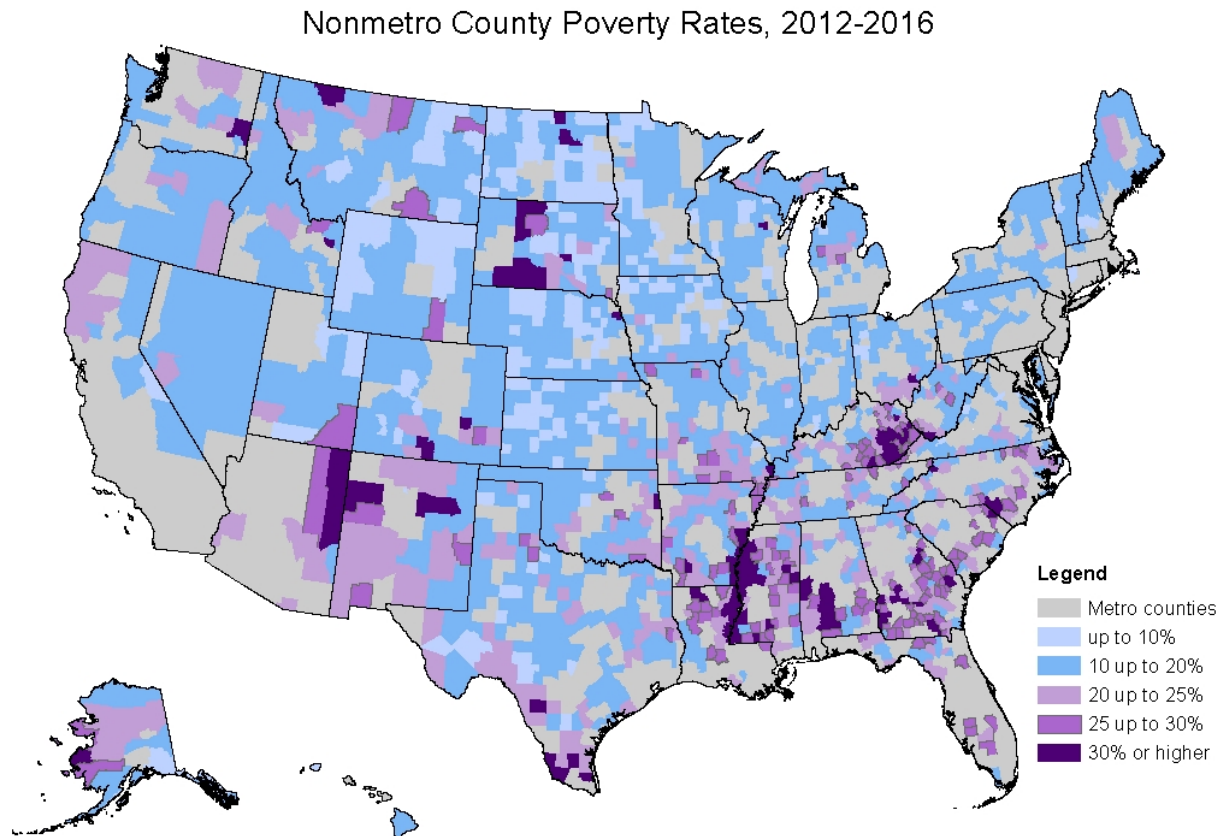 Nonmetro County Poverty Rates, 2012-2016
Legend
Metro counties
up to 10%
10 up to 20%
20 up to 25%
25 up to 30%
30% or higher